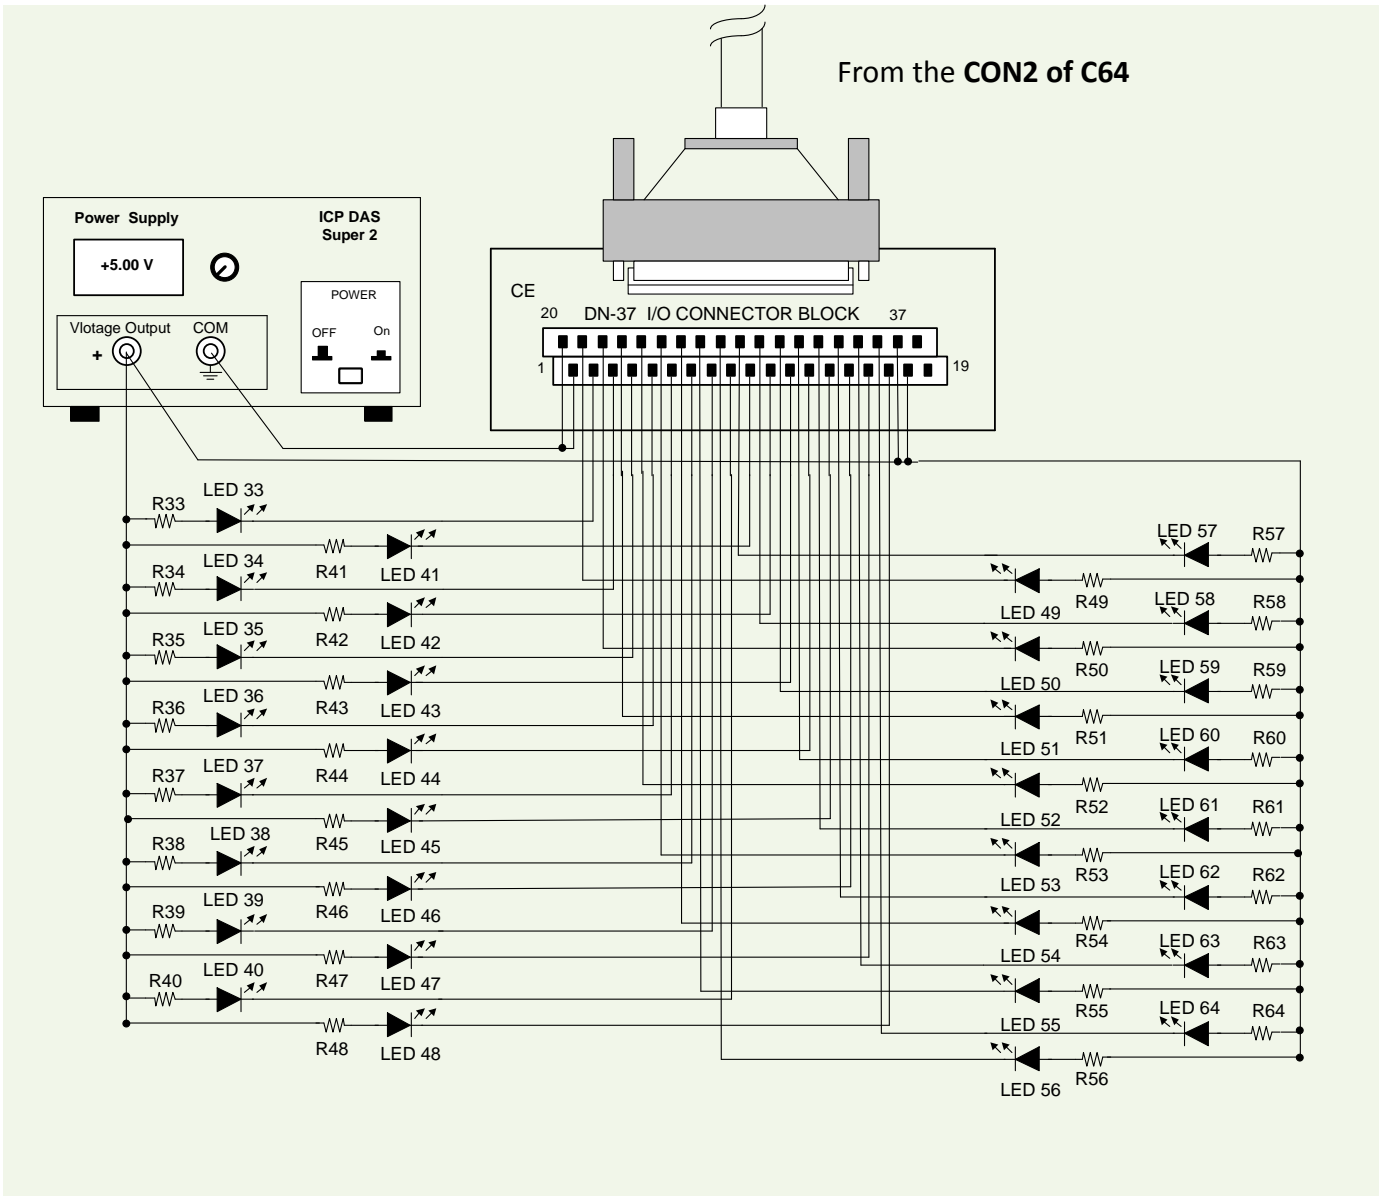 From the CON2 of C64
Power Supply
ICP DAS
Super 2
+5.00 V
POWER
OFF
On
Vlotage Output
COM
+
CE
20
DN-37 I/O CONNECTOR BLOCK
37
1
19
R33
LED 33
R41
LED 41
R34
LED 34
R42
LED 42
R35
LED 35
R43
LED 43
R36
LED 36
R44
LED 44
R37
LED 37
R45
LED 45
R38
LED 38
R46
LED 46
R39
LED 39
R47
LED 47
R40
LED 40
R48
LED 48
LED 57
R57
R49
LED 49
LED 58
R58
R50
LED 50
LED 59
R59
R51
LED 51
LED 60
R60
R52
LED 52
LED 61
R61
R53
LED 53
LED 62
R62
R54
LED 54
LED 63
R63
R55
LED 55
LED 64
R64
R56
LED 56